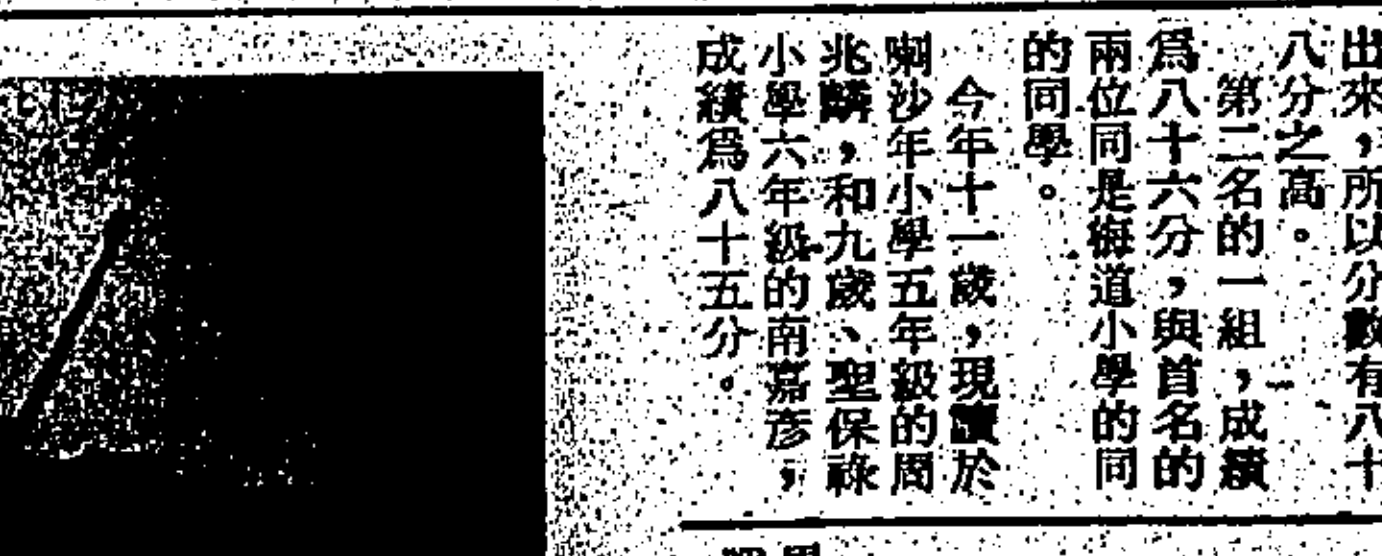 出來，所以分數有八十
八分之高。
第二名的一組，成績
爲八十六分，與首名的
兩位同是梅道小學的同
的同學。
今年十一歲，現讀於
喇沙年小學五年級的周
兆麟，和九歲、聖保祿
小學六年級的南嘉彥，
成績爲八十五分。